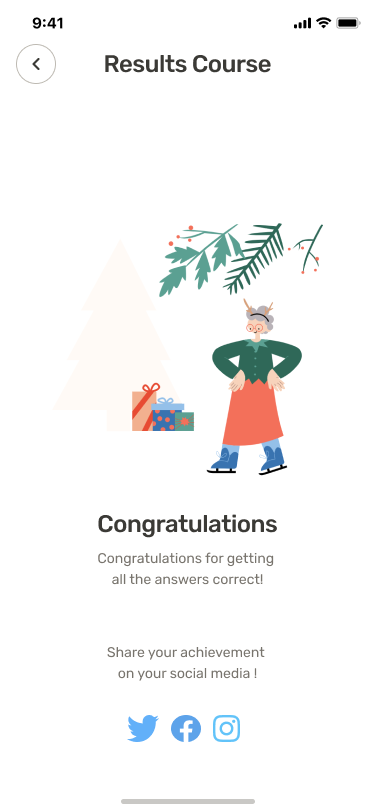 9:41
Results Course
Congratulations
Congratulations for getting
all the answers correct!
Share your achievement
on your social media !